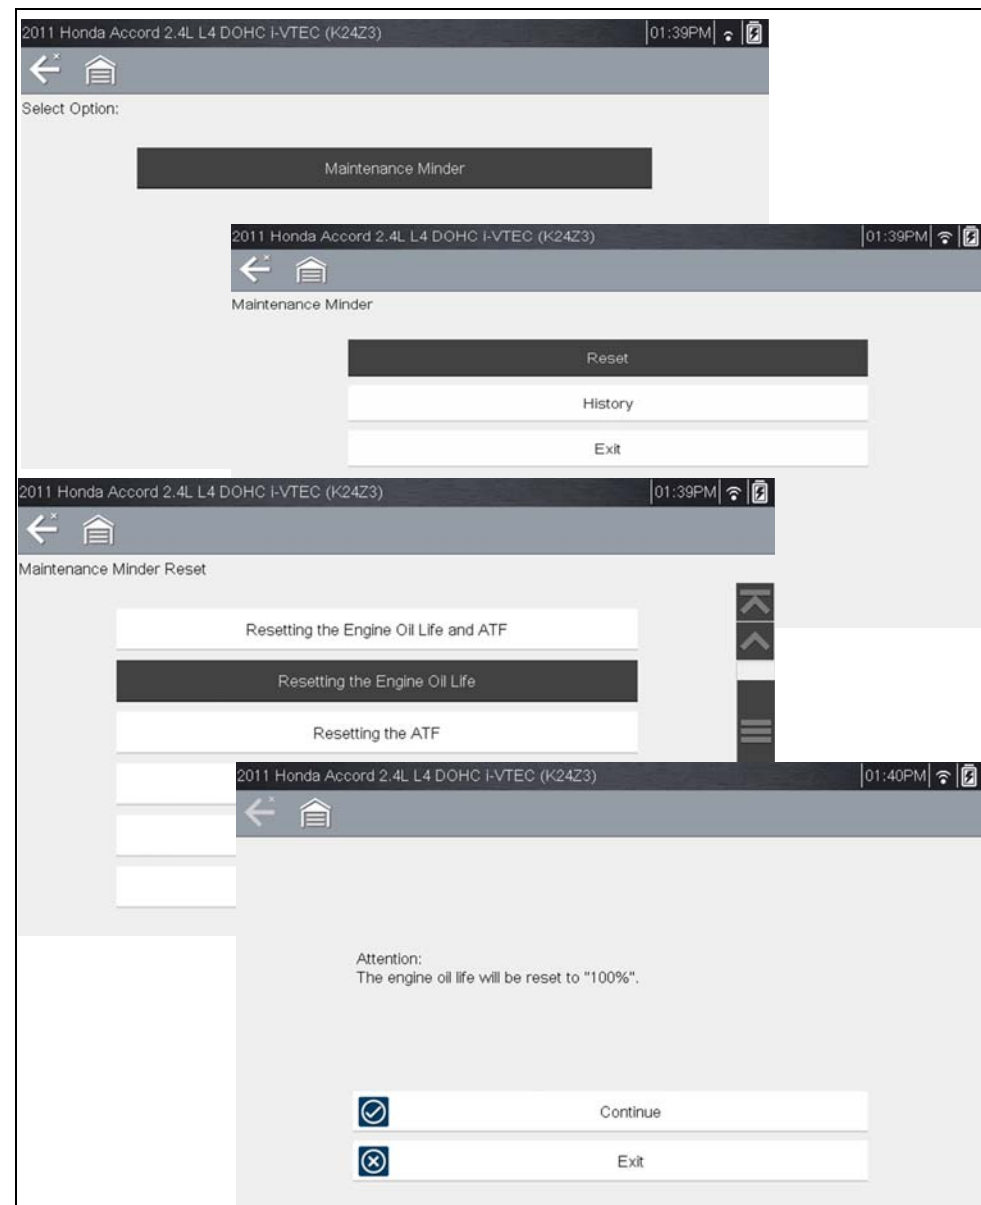 2011 Honda Accord 2.4L L4 DOHC i-VTEC (K24Z3) 01:39PM
Select Option:
Maintenance Minder
2011 Honda Accord 2.4L L4 DOHC i-VTEC (K24Z3) 01:39PM
Maintenance Minder
Reset
History
Exit
2011 Honda Accord 2.4L L4 DOHC i-VTEC (K24Z3) 01:39PM
Maintenance Minder Reset
Resetting the Engine Oil Life and ATF
Resetting the Engine Oil Life
Resetting the ATF
2011 Honda Accord 2.4L L4 DOHC i-VTEC (K24Z3) 01:40PM
Attention:
The engine oil life will be reset to "100%".
Continue
Exit